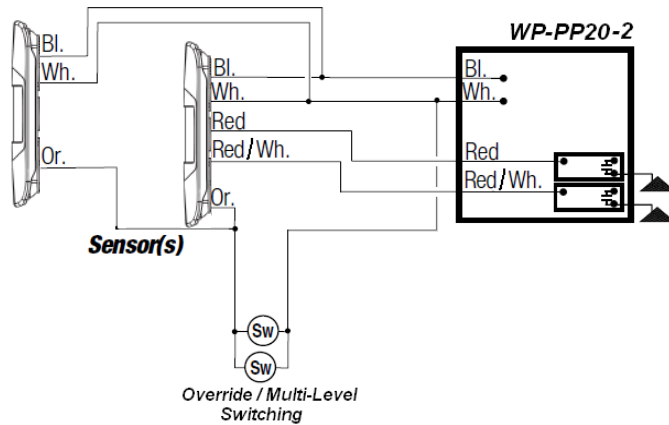 WP-PP20-2
Bl.
Wh.
Or.
Bl.
Wh.
Red
Red/Wh.
Or.
Bl.
Wh.
Red
Red/Wh.
Sensor(s)
Sw
Sw
Override / Multi-Level
Switching